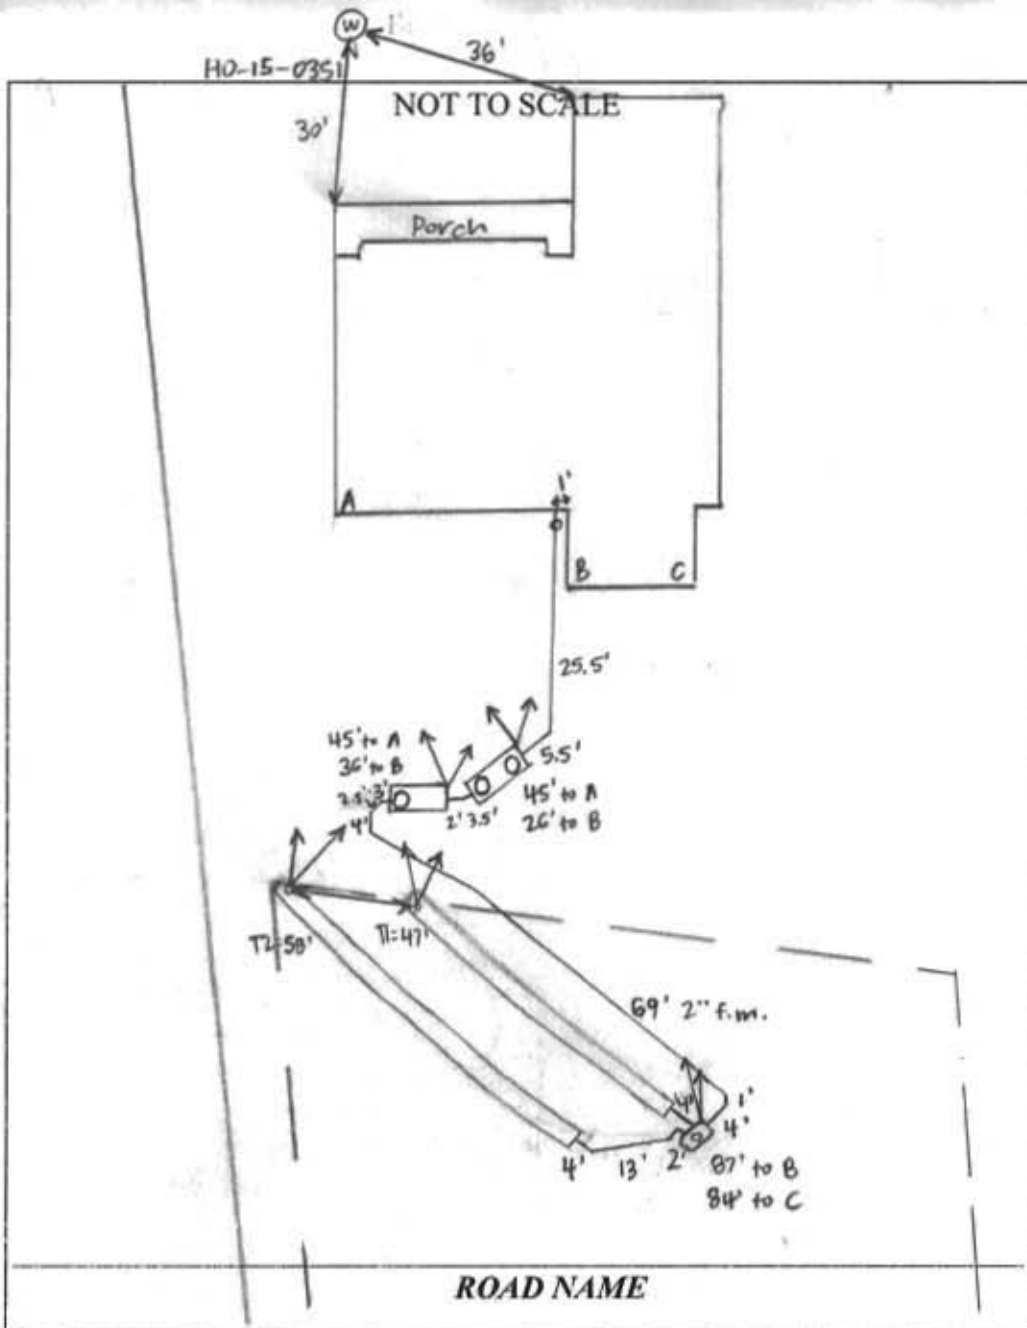 W
36'
HO-15-0351
NOT TO SCALE
30'
Porch
A
1'
B
C
25.5'
45' to A
36' to B
5.5'
45' to A
26' to B
3'
2' 3.5'
4'
T2=58'
T1=47'
69' 2" f.m.
4'
1'
4'
4'
13'
2'
87' to B
84' to C
ROAD NAME